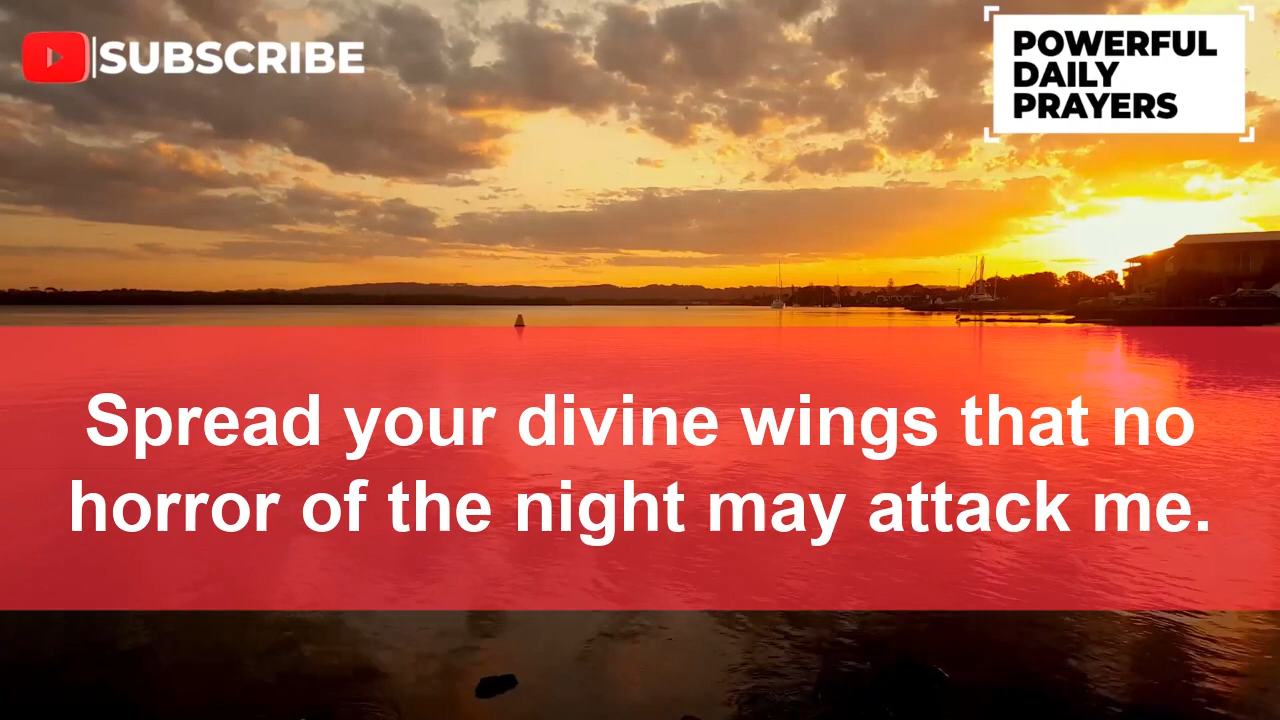 SUBSCRIBE
POWERFUL
DAILY
PRAYERS
Spread your divine wings that no
horror of the night may attack me.